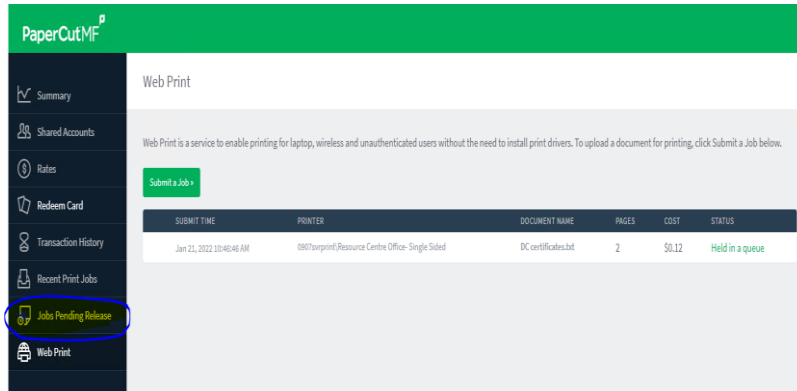 PaperCutMF
Summary
Shared Accounts
Rates
Redeem Card
Transaction History
Recent Print Jobs
Jobs Pending Release
Web Print
Web Print
Web Print is a service to enable printing for laptop, wireless and unauthenticated users without the need to install print drivers. To upload a document for printing, click Submit a Job below.
Submit a Job »
SUBMIT TIME PRINTER DOCUMENT NAME PAGES COST STATUS
Jan 21, 2022 10:46:46 AM 0907svrprint\Resource Centre Office- Single Sided DC certificates.txt 2 $0.12 Held in a queue